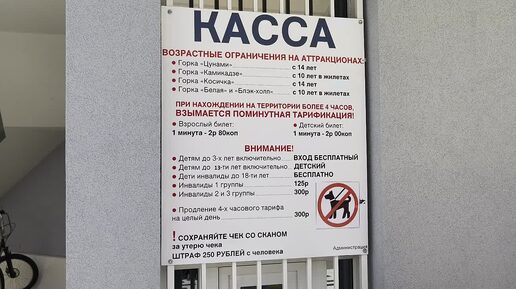 КАССА
ВОЗРАСТНЫЕ ОГРАНИЧЕНИЯ НА АТТРАКЦИОНАХ:
• Горка «Цунами» с 14 лет
• Горка «Камикадзе» с 10 лет в жилетах
• Горка «Косичка» с 14 лет
• Горка «Белая» и «Блэк-холл» с 10 лет в жилетах
ПРИ НАХОЖДЕНИИ НА ТЕРРИТОРИИ БОЛЕЕ 4 ЧАСОВ,
ВЗЫМАЕТСЯ ПОМИНУТНАЯ ТАРИФИКАЦИЯ!
• Взрослый билет: • Детский билет:
1 минута - 2р 80коп 1 минута - 2р 00коп
ВНИМАНИЕ!
• Детям до 3-х лет включительно ВХОД БЕСПЛАТНЫЙ
• Детям до 13-ти лет включительно ДЕТСКИЙ
• Дети инвалиды до 18-ти лет БЕСПЛАТНО
• Инвалиды 1 группы 125р
• Инвалиды 2 и 3 группы 300р
• Продление 4-х часового тарифа
на целый день 300р
! СОХРАНЯЙТЕ ЧЕК СО СКАНОМ
за утерю чека
ШТРАФ 250 РУБЛЕЙ с человека
Администрация